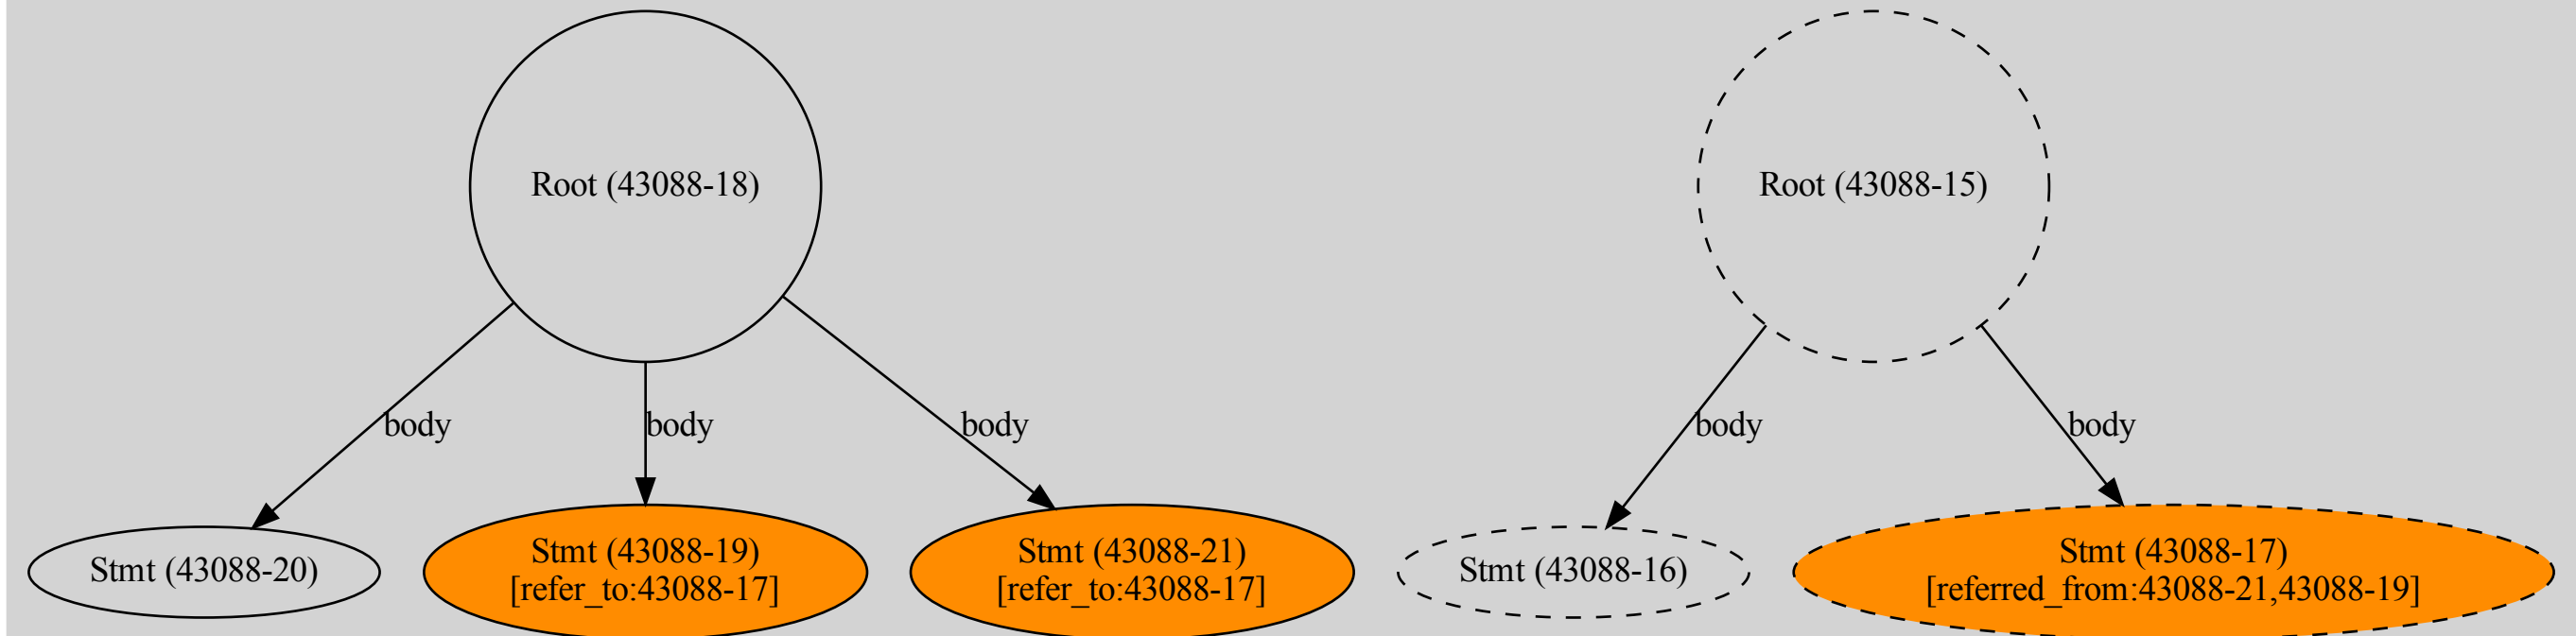 Root (43088-18)
Root (43088-15)
body
body
body
body
body
Stmt (43088-20)
Stmt (43088-19)
[refer_to:43088-17]
Stmt (43088-21)
[refer_to:43088-17]
Stmt (43088-16)
Stmt (43088-17)
[referred_from:43088-21,43088-19]